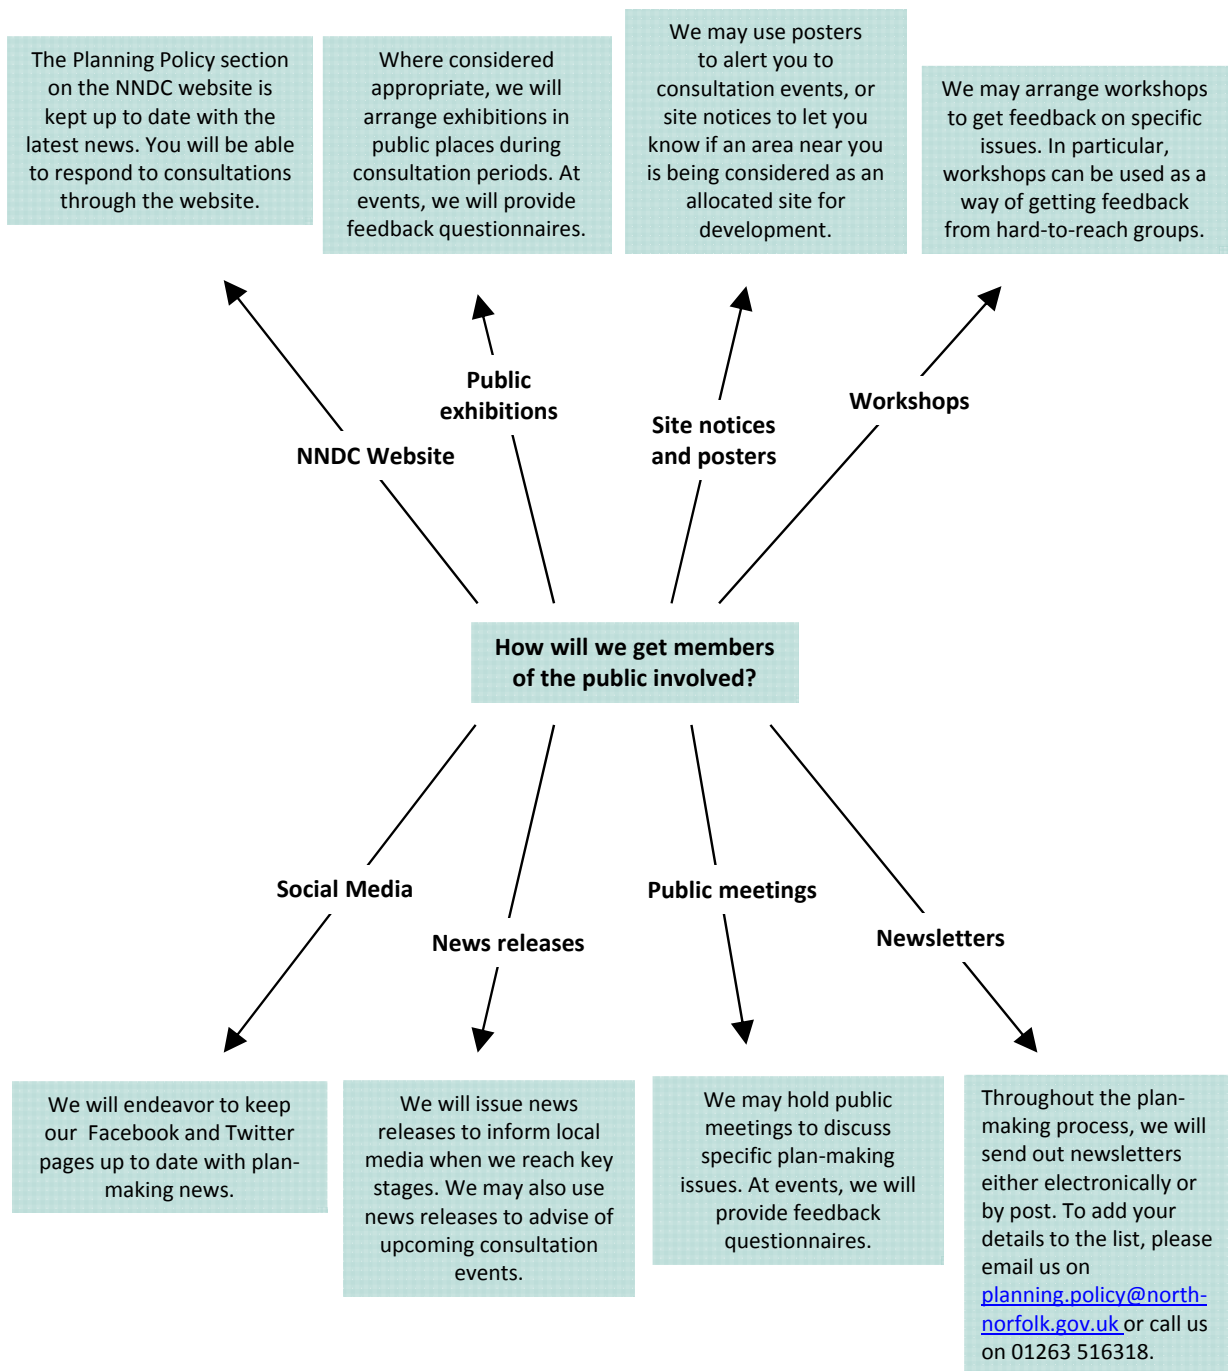 The Planning Policy section
on the NNDC website is
kept up to date with the
latest news. You will be able
to respond to consultations
through the website.
Where considered
appropriate, we will
arrange exhibitions in
public places during
consultation periods. At
events, we will provide
feedback questionnaires.
We may use posters
to alert you to
consultation events, or
site notices to let you
know if an area near you
is being considered as an
allocated site for
development.
We may arrange workshops
to get feedback on specific
issues. In particular,
workshops can be used as a
way of getting feedback
from hard-to-reach groups.
NNDC Website
Public
exhibitions
Site notices
and posters
Workshops
How will we get members
of the public involved?
Social Media
News releases
Public meetings
Newsletters
We will endeavor to keep
our Facebook and Twitter
pages up to date with plan-
making news.
We will issue news
releases to inform local
media when we reach key
stages. We may also use
news releases to advise of
upcoming consultation
events.
We may hold public
meetings to discuss
specific plan-making
issues. At events, we will
provide feedback
questionnaires.
Throughout the plan-
making process, we will
send out newsletters
either electronically or
by post. To add your
details to the list, please
email us on
planning.policy@north-
norfolk.gov.uk or call us
on 01263 516318.